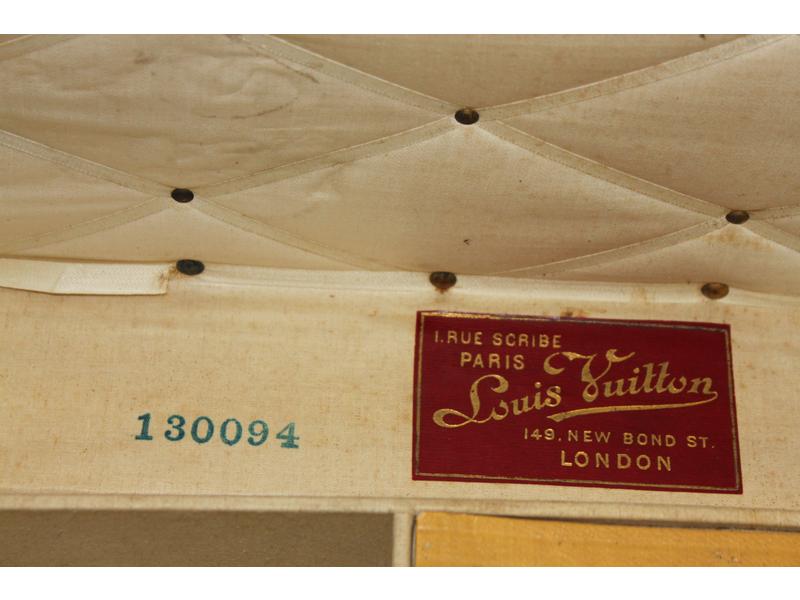 1. RUE SCRIBE
PARIS
Louis Vuitton
149, NEW BOND ST.
LONDON
130094